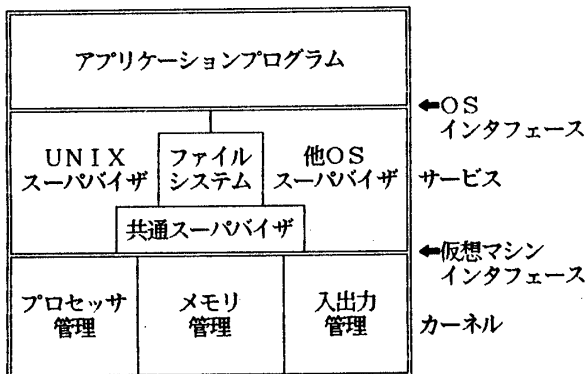 アプリケーションプログラム
←OS
インタフェース
UNIX
スーパバイザ
ファイル
システム
他OS
スーパバイザ
サービス
共通スーパバイザ
←仮想マシン
インタフェース
プロセッサ
管理
メモリ
管理
入出力
管理
カーネル